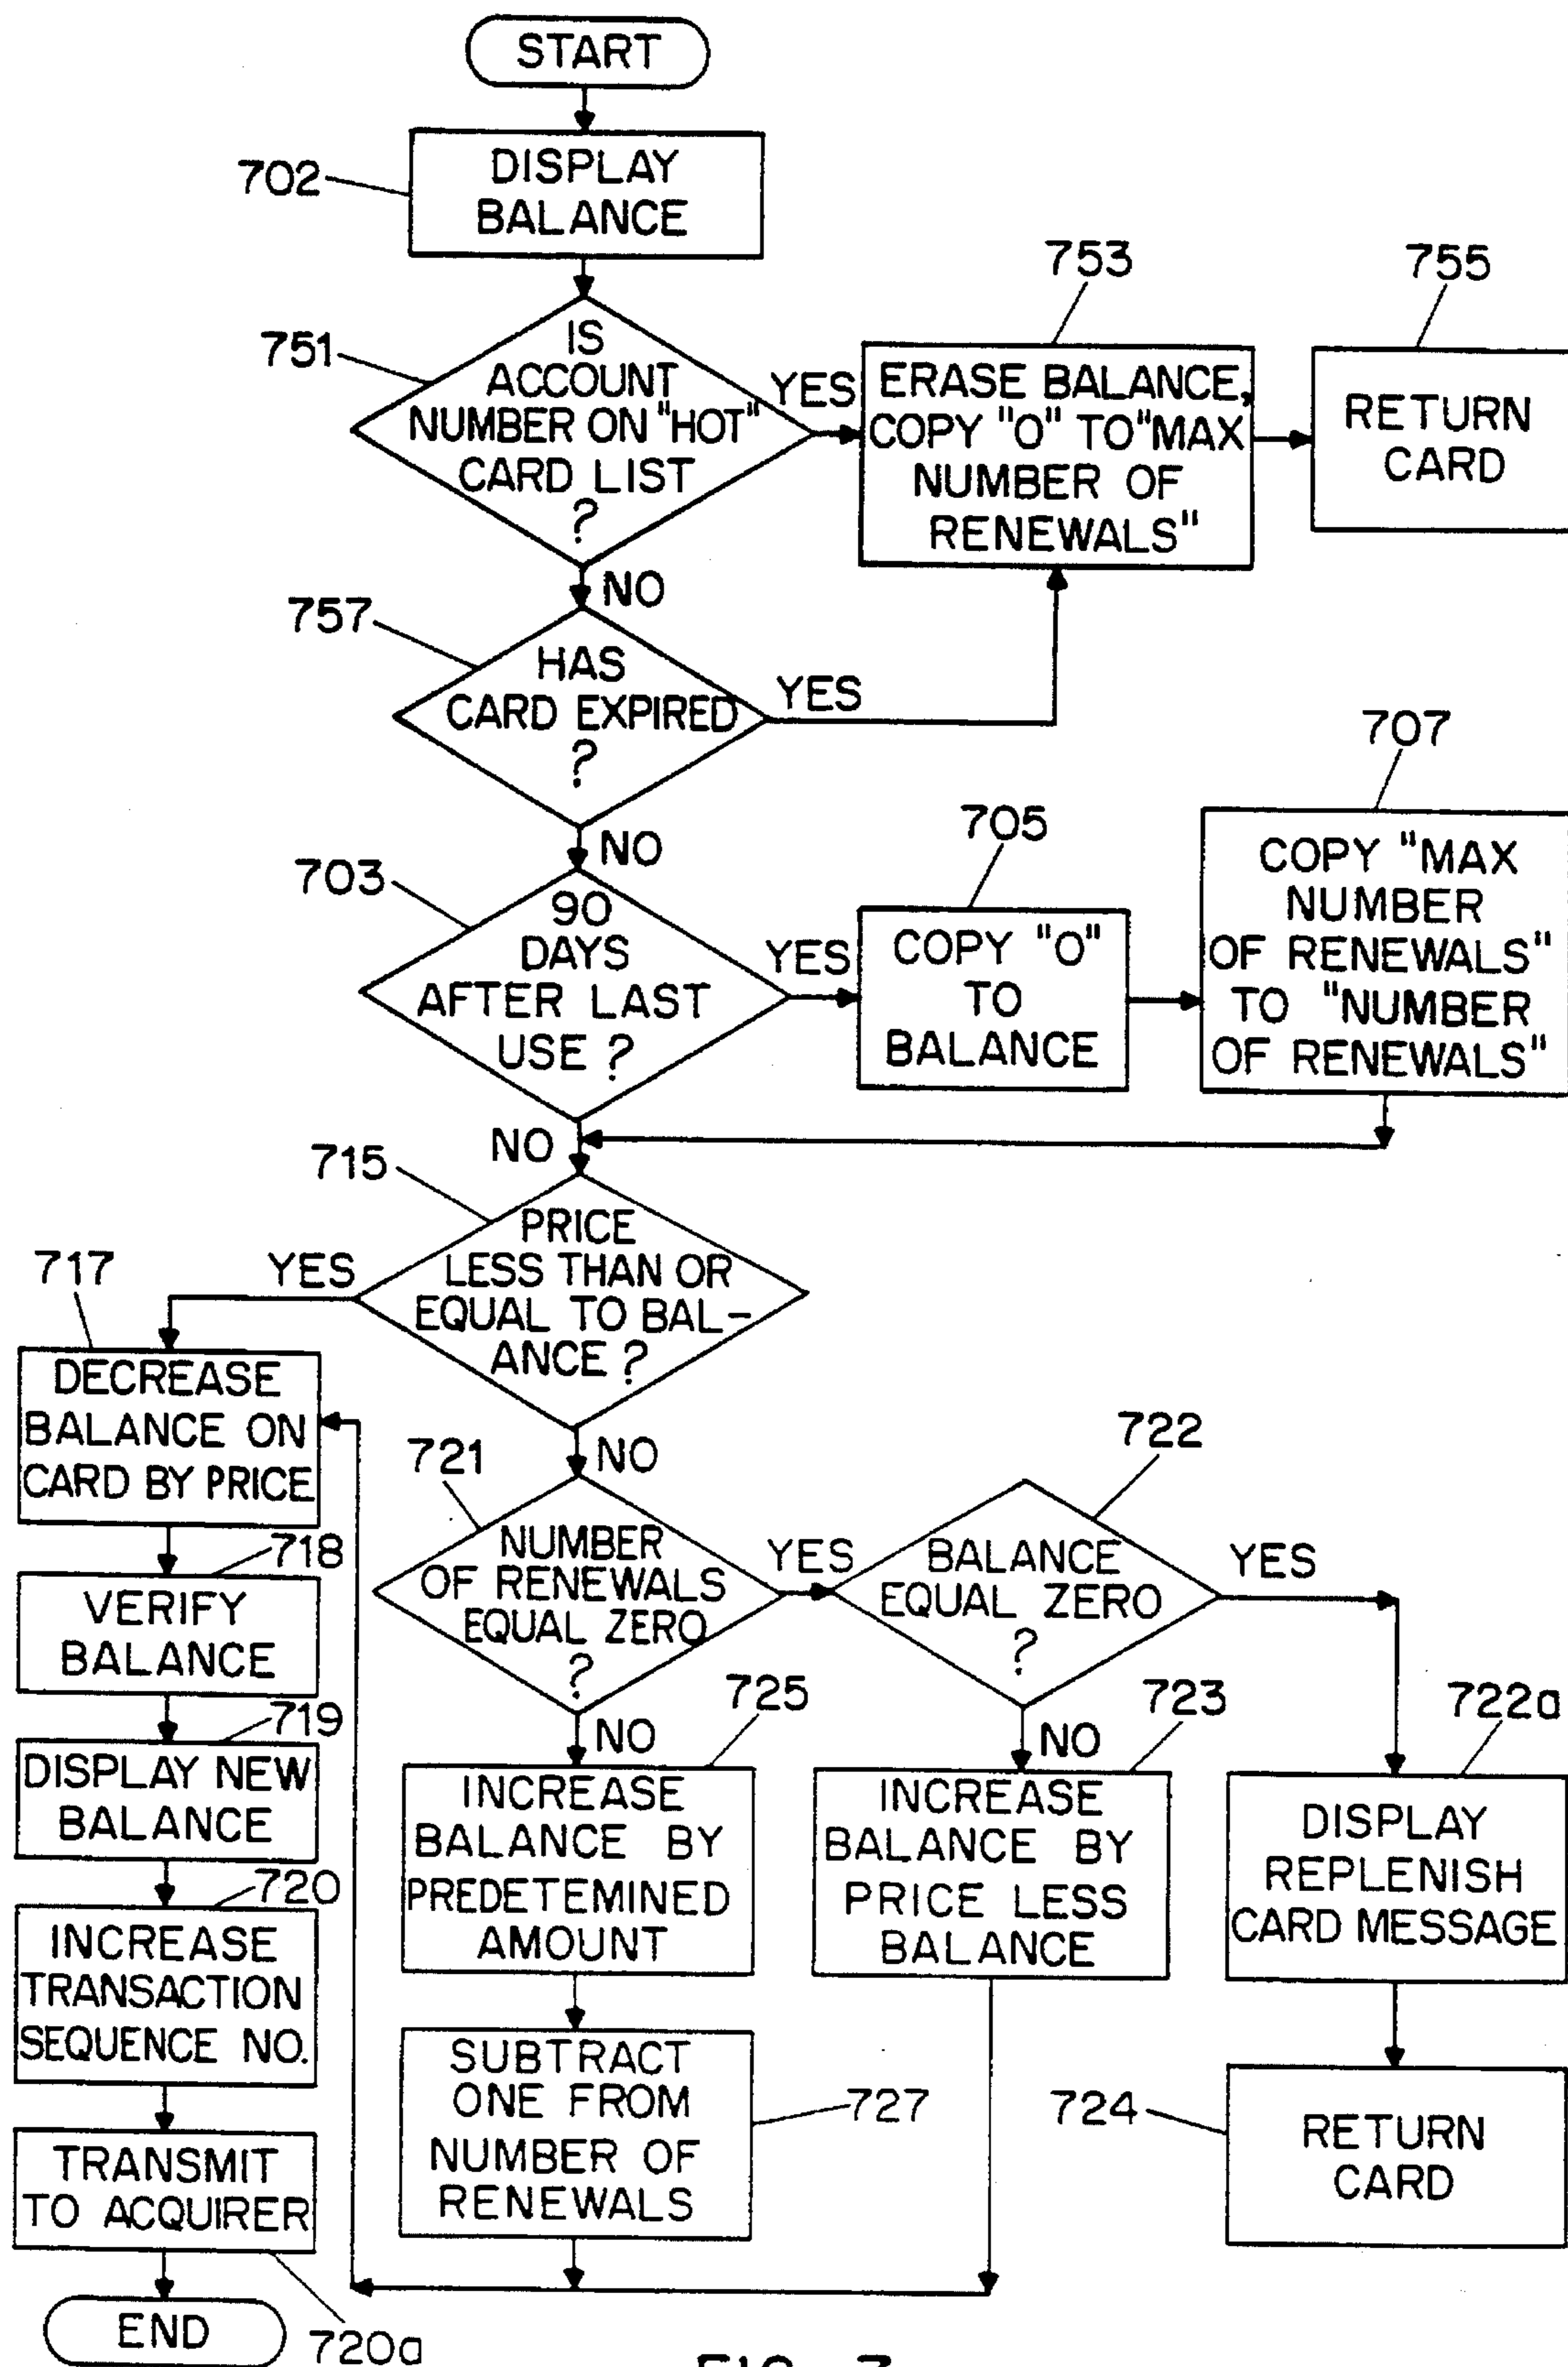 START
702
DISPLAY
BALANCE
753
755
751
IS
ACCOUNT
NUMBER ON "HOT"
CARD LIST
?
YES
ERASE BALANCE,
COPY "O" TO "MAX
NUMBER OF
RENEWALS"
RETURN
CARD
NO
757
HAS
CARD EXPIRED
?
YES
707
NO
705
703
90
DAYS
AFTER LAST
USE ?
YES
COPY "O"
TO
BALANCE
COPY "MAX
NUMBER
OF RENEWALS"
TO "NUMBER
OF RENEWALS"
NO
715
PRICE
LESS THAN OR
EQUAL TO BAL-
ANCE ?
YES
717
DECREASE
BALANCE ON
CARD BY PRICE
NO
721
722
NUMBER
OF RENEWALS
EQUAL ZERO
?
YES
BALANCE
EQUAL ZERO
?
YES
718
VERIFY
BALANCE
719
DISPLAY NEW
BALANCE
NO
725
NO
723
722a
INCREASE
BALANCE BY
PREDETEMINED
AMOUNT
INCREASE
BALANCE BY
PRICE LESS
BALANCE
DISPLAY
REPLENISH
CARD MESSAGE
720
INCREASE
TRANSACTION
SEQUENCE NO.
SUBTRACT
ONE FROM
NUMBER OF
RENEWALS
727
724
RETURN
CARD
TRANSMIT
TO ACQUIRER
END
720a